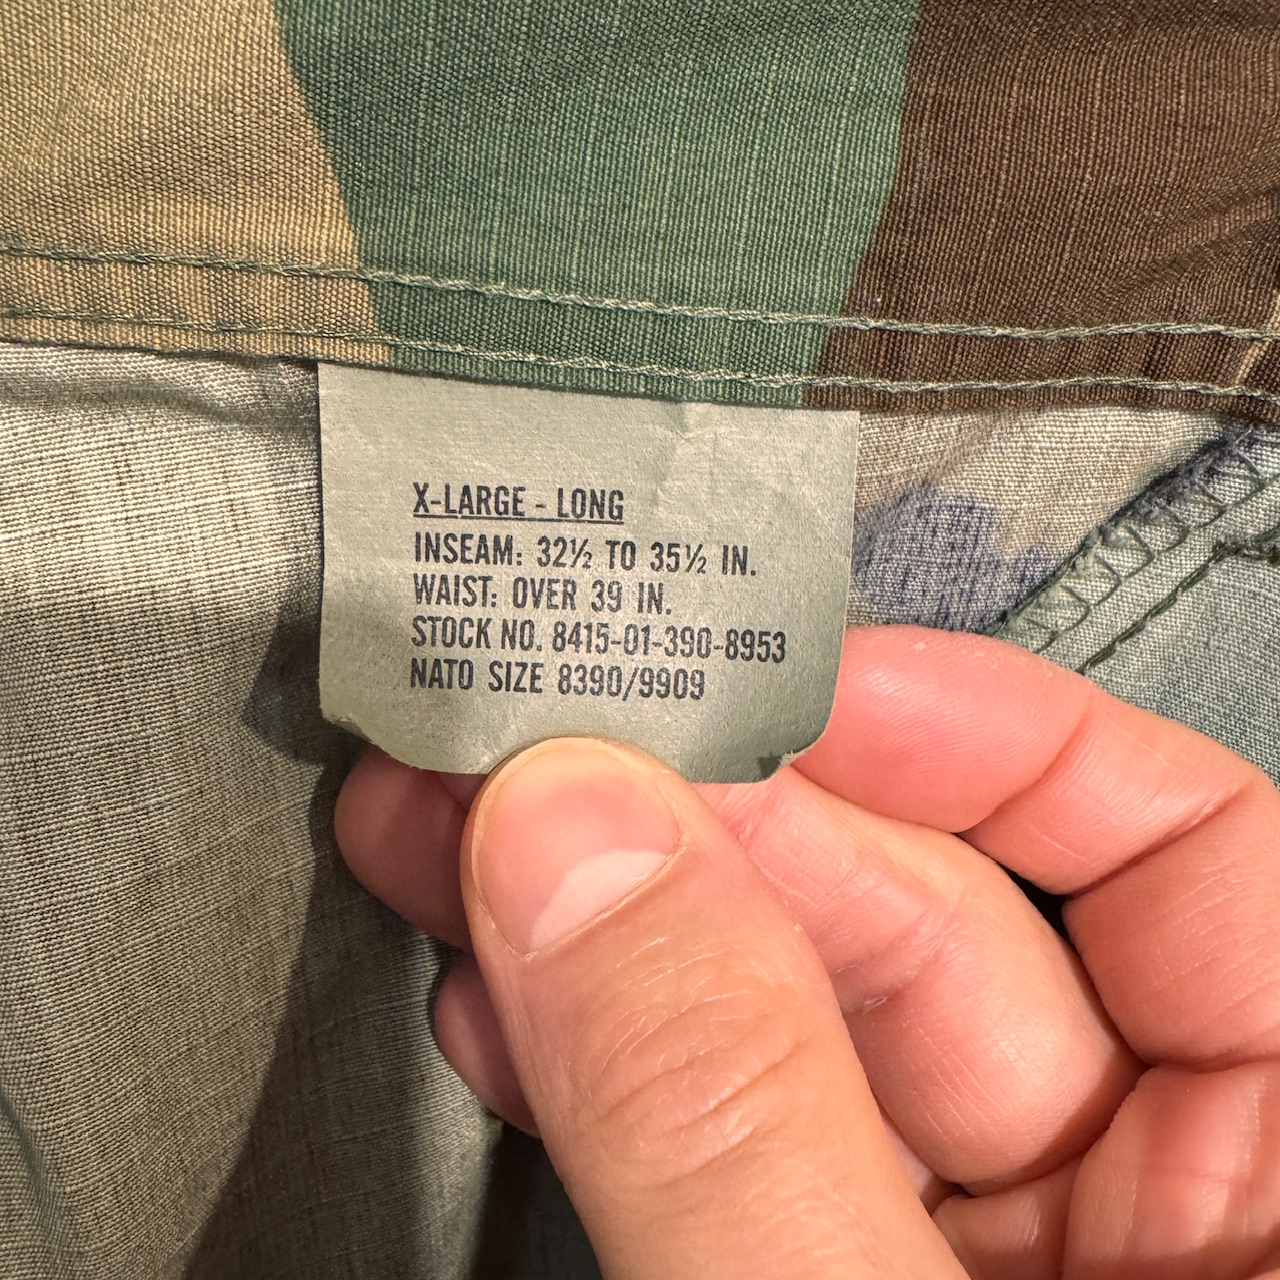 X-LARGE - LONG
INSEAM: 32½ TO 35½ IN.
WAIST: OVER 39 IN.
STOCK NO. 8415-01-390-8953
NATO SIZE 8390/9909